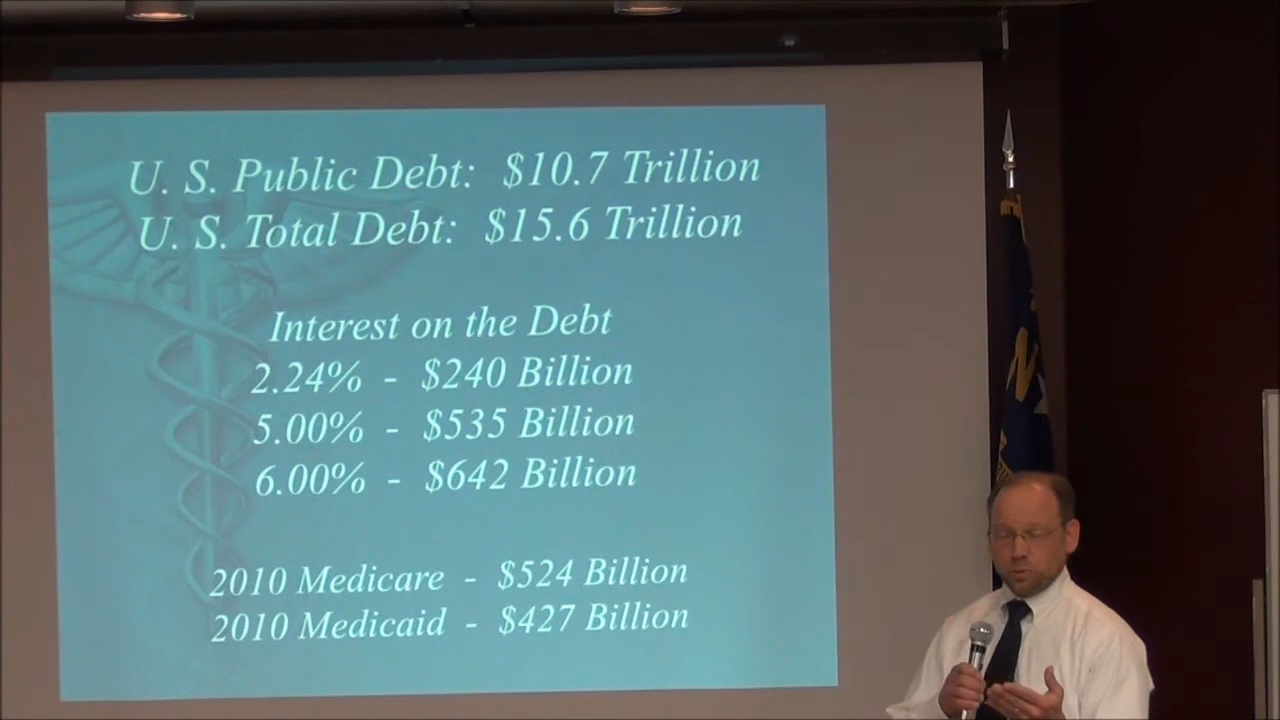 U. S. Public Debt: $10.7 Trillion
U. S. Total Debt: $15.6 Trillion
Interest on the Debt
2.24% - $240 Billion
5.00% - $535 Billion
6.00% - $642 Billion
2010 Medicare - $524 Billion
2010 Medicaid - $427 Billion